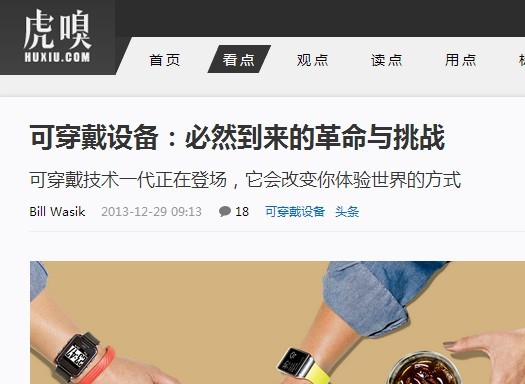 虎嗅
HUXIU.COM
首页 看点 观点 读点 用点
可穿戴设备：必然到来的革命与挑战
可穿戴技术一代正在登场，它会改变你体验世界的方式
Bill Wasik 2013-12-29 09:13 18 可穿戴设备 头条